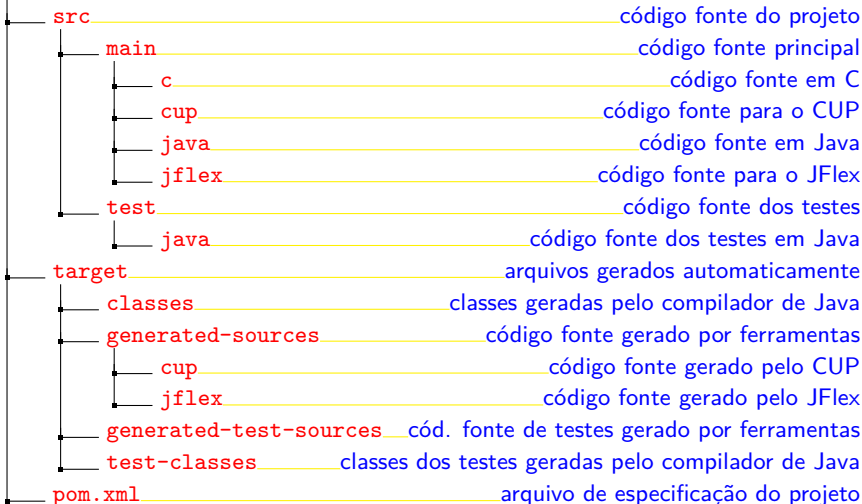 src código fonte do projeto
main código fonte principal
c código fonte em C
cup código fonte para o CUP
java código fonte em Java
jflex código fonte para o JFlex
test código fonte dos testes
java código fonte dos testes em Java
target arquivos gerados automaticamente
classes classes geradas pelo compilador de Java
generated-sources código fonte gerado por ferramentas
cup código fonte gerado pelo CUP
jflex código fonte gerado pelo JFlex
generated-test-sources cód. fonte de testes gerado por ferramentas
test-classes classes dos testes geradas pelo compilador de Java
pom.xml arquivo de especificação do projeto